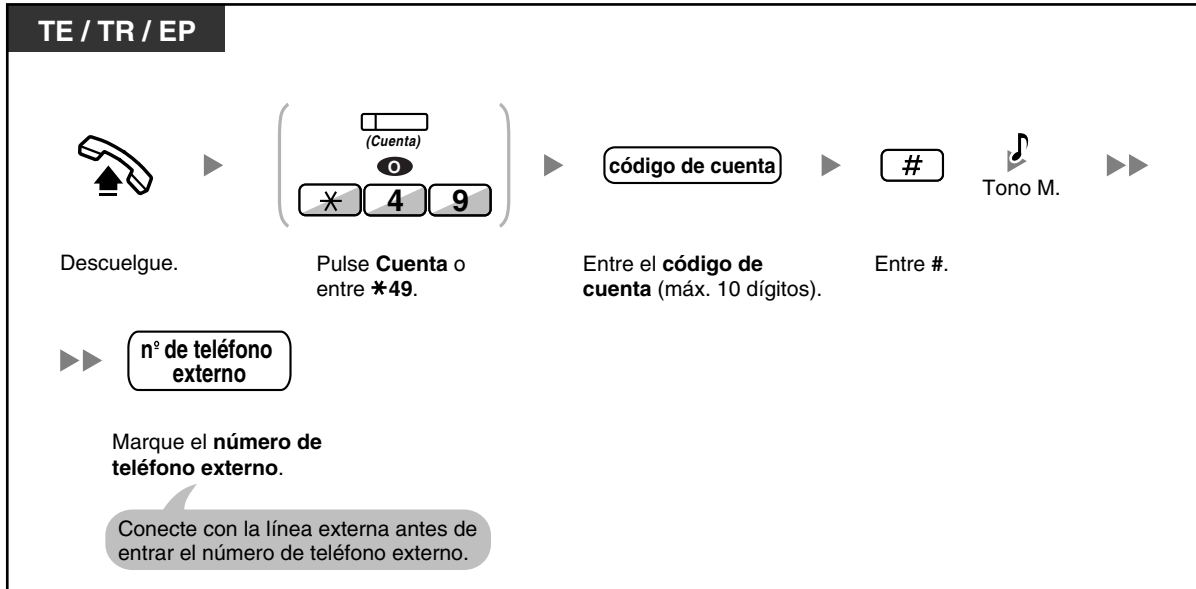 TE / TR / EP
(Cuenta)
O
* 4 9
código de cuenta
#
Tono M.
Descuelgue.
Pulse Cuenta o
entre *49.
Entre el código de
cuenta (máx. 10 dígitos).
Entre #.
nº de teléfono
externo
Marque el número de
teléfono externo.
Conecte con la línea externa antes de
entrar el número de teléfono externo.